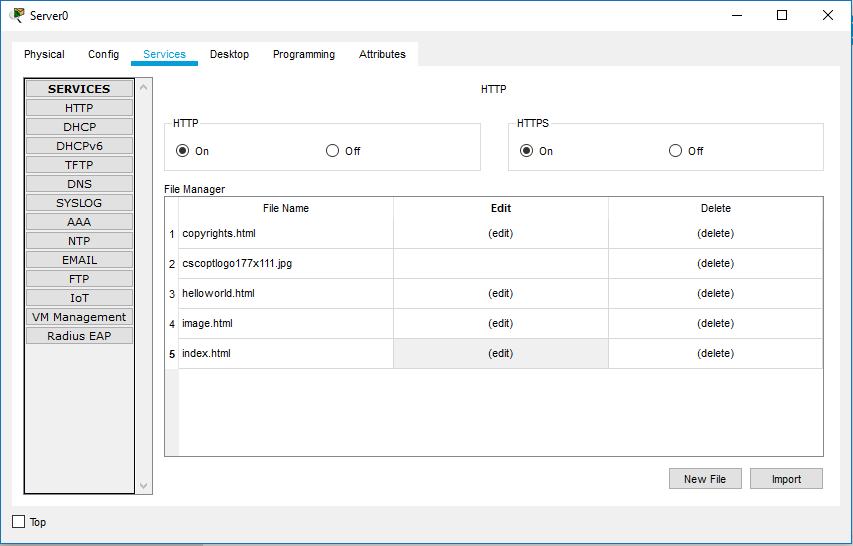 Server0
Physical Config Services Desktop Programming Attributes
SERVICES
HTTP
DHCP
DHCPv6
TFTP
DNS
SYSLOG
AAA
NTP
EMAIL
FTP
IoT
VM Management
Radius EAP
HTTP
HTTP
On Off
HTTPS
On Off
File Manager
File Name Edit Delete
1 copyrights.html (edit) (delete)
2 cscoptlogo177x111.jpg (delete)
3 helloworld.html (edit) (delete)
4 image.html (edit) (delete)
5 index.html (edit) (delete)
New File Import
Top